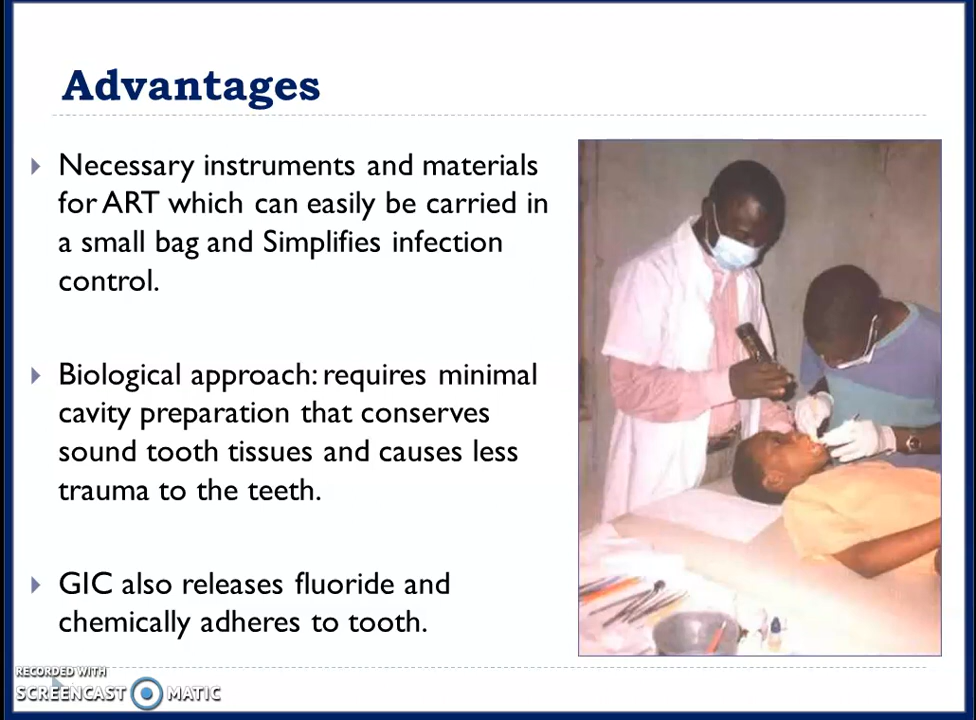 Advantages
Necessary instruments and materials
for ART which can easily be carried in
a small bag and Simplifies infection
control.
Biological approach: requires minimal
cavity preparation that conserves
sound tooth tissues and causes less
trauma to the teeth.
GIC also releases fluoride and
chemically adheres to tooth.
RECORDED WITH
SCREENCAST MATIC